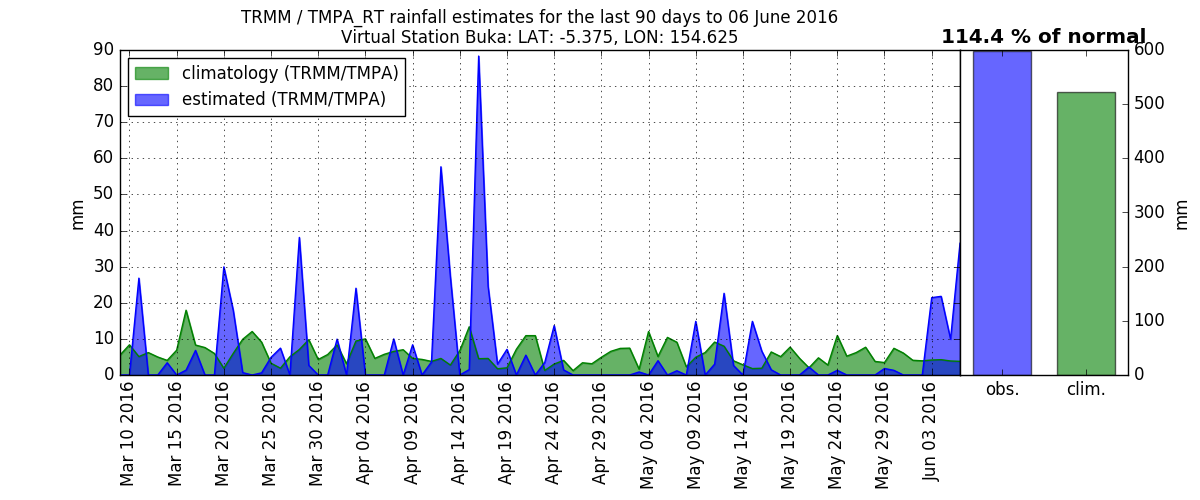 TRMM / TMPA_RT rainfall estimates for the last 90 days to 06 June 2016
Virtual Station Buka: LAT: -5.375, LON: 154.625
114.4 % of normal
climatology (TRMM/TMPA)
estimated (TRMM/TMPA)
mm
90
80
70
60
50
40
30
20
10
0
Mar 10 2016
Mar 15 2016
Mar 20 2016
Mar 25 2016
Mar 30 2016
Apr 04 2016
Apr 09 2016
Apr 14 2016
Apr 19 2016
Apr 24 2016
Apr 29 2016
May 04 2016
May 09 2016
May 14 2016
May 19 2016
May 24 2016
May 29 2016
Jun 03 2016
obs.
clim.
600
500
400
300
200
100
0
mm